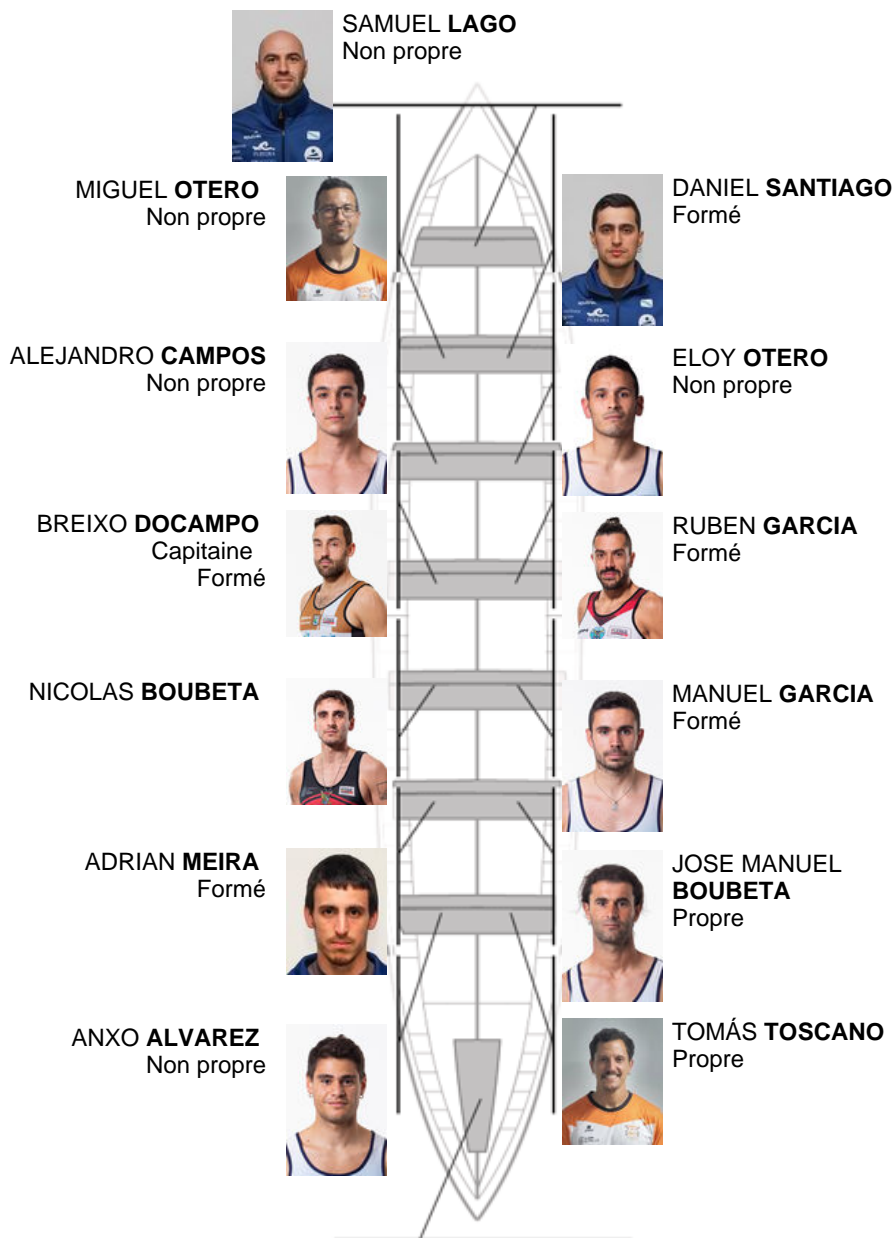 SAMUEL LAGO
Non propre
MIGUEL OTERO
Non propre
DANIEL SANTIAGO
Formé
ALEJANDRO CAMPOS
Non propre
ELOY OTERO
Non propre
BREIXO DOCAMPO
Capitaine
Formé
RUBEN GARCIA
Formé
NICOLAS BOUBETA
MANUEL GARCIA
Formé
ADRIAN MEIRA
Formé
JOSE MANUEL
BOUBETA
Propre
ANXO ALVAREZ
Non propre
TOMÁS TOSCANO
Propre